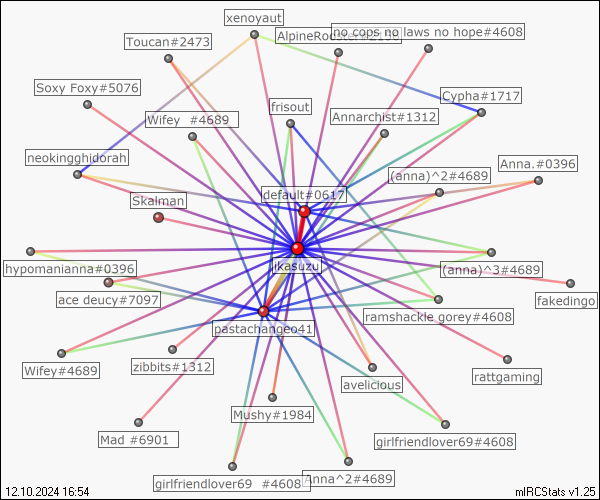 xenoyaut
no cops no laws no hope#4608
Toucan#2473
Soxy Foxy#5076
Cypha#1717
frisout
Wifey  #4689
Annarchist#1312
neokingghidorah
Anna.#0396
(anna)^2#4689
default#0617
Skalman
jkasuzu
hypomanianna#0396
(anna)^3#4689
ace deucy#7097
fakedingo
ramshackle gorey#4608
pastachangeo41
Wifey#4689
zibbits#1312
rattgaming
avelicious
Mushy#1984
Mad #6901
girlfriendlover69#4608
Anna^2#4689
girlfriendlover69  #4608
12.10.2024 16:54
mIRCStats v1.25